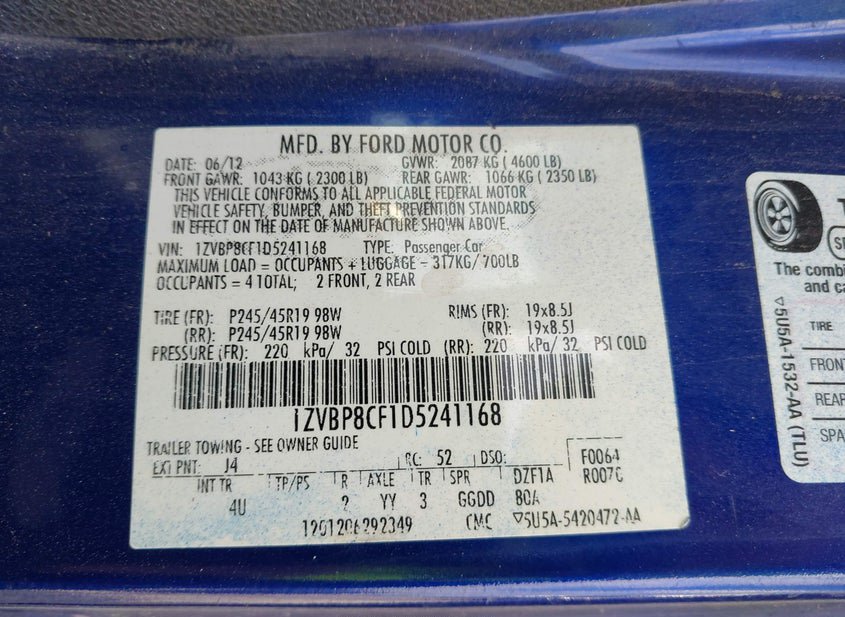 MFD. BY FORD MOTOR CO.
DATE: 06/12 GVWR: 2087 KG ( 4600 LB)
FRONT GAWR: 1043 KG ( 2300 LB) REAR GAWR: 1066 KG ( 2350 LB)
THIS VEHICLE CONFORMS TO ALL APPLICABLE FEDERAL MOTOR
VEHICLE SAFETY, BUMPER, AND THEFT PREVENTION STANDARDS
IN EFFECT ON THE DATE OF MANUFACTURE SHOWN ABOVE.
VIN: 1ZVBP8CF1D5241168 TYPE: Passenger Car
MAXIMUM LOAD = OCCUPANTS + LUGGAGE = 317KG/ 700LB
OCCUPANTS = 4 TOTAL; 2 FRONT, 2 REAR
TIRE (FR): P245/45R19 98W RIMS (FR): 19x8.5J
(RR): P245/45R19 98W (RR): 19x8.5J
PRESSURE (FR): 220 kPa/ 32 PSI COLD (RR): 220 kPa/ 32 PSI COLD
1ZVBP8CF1D5241168
TRAILER TOWING - SEE OWNER GUIDE
EXT PNT: J4 RC: 52 DSO: F0064
INT TR TP/PS R AXLE TR SPR DZF1A R007C
4U 2 YY 3 GGDD 80A
1201206292349 CMC ▽5U5A-5420472-AA
The combi
and ca
▽5U5A-1532-AA (TLU)
TIRE
FRONT
REAR
SPA